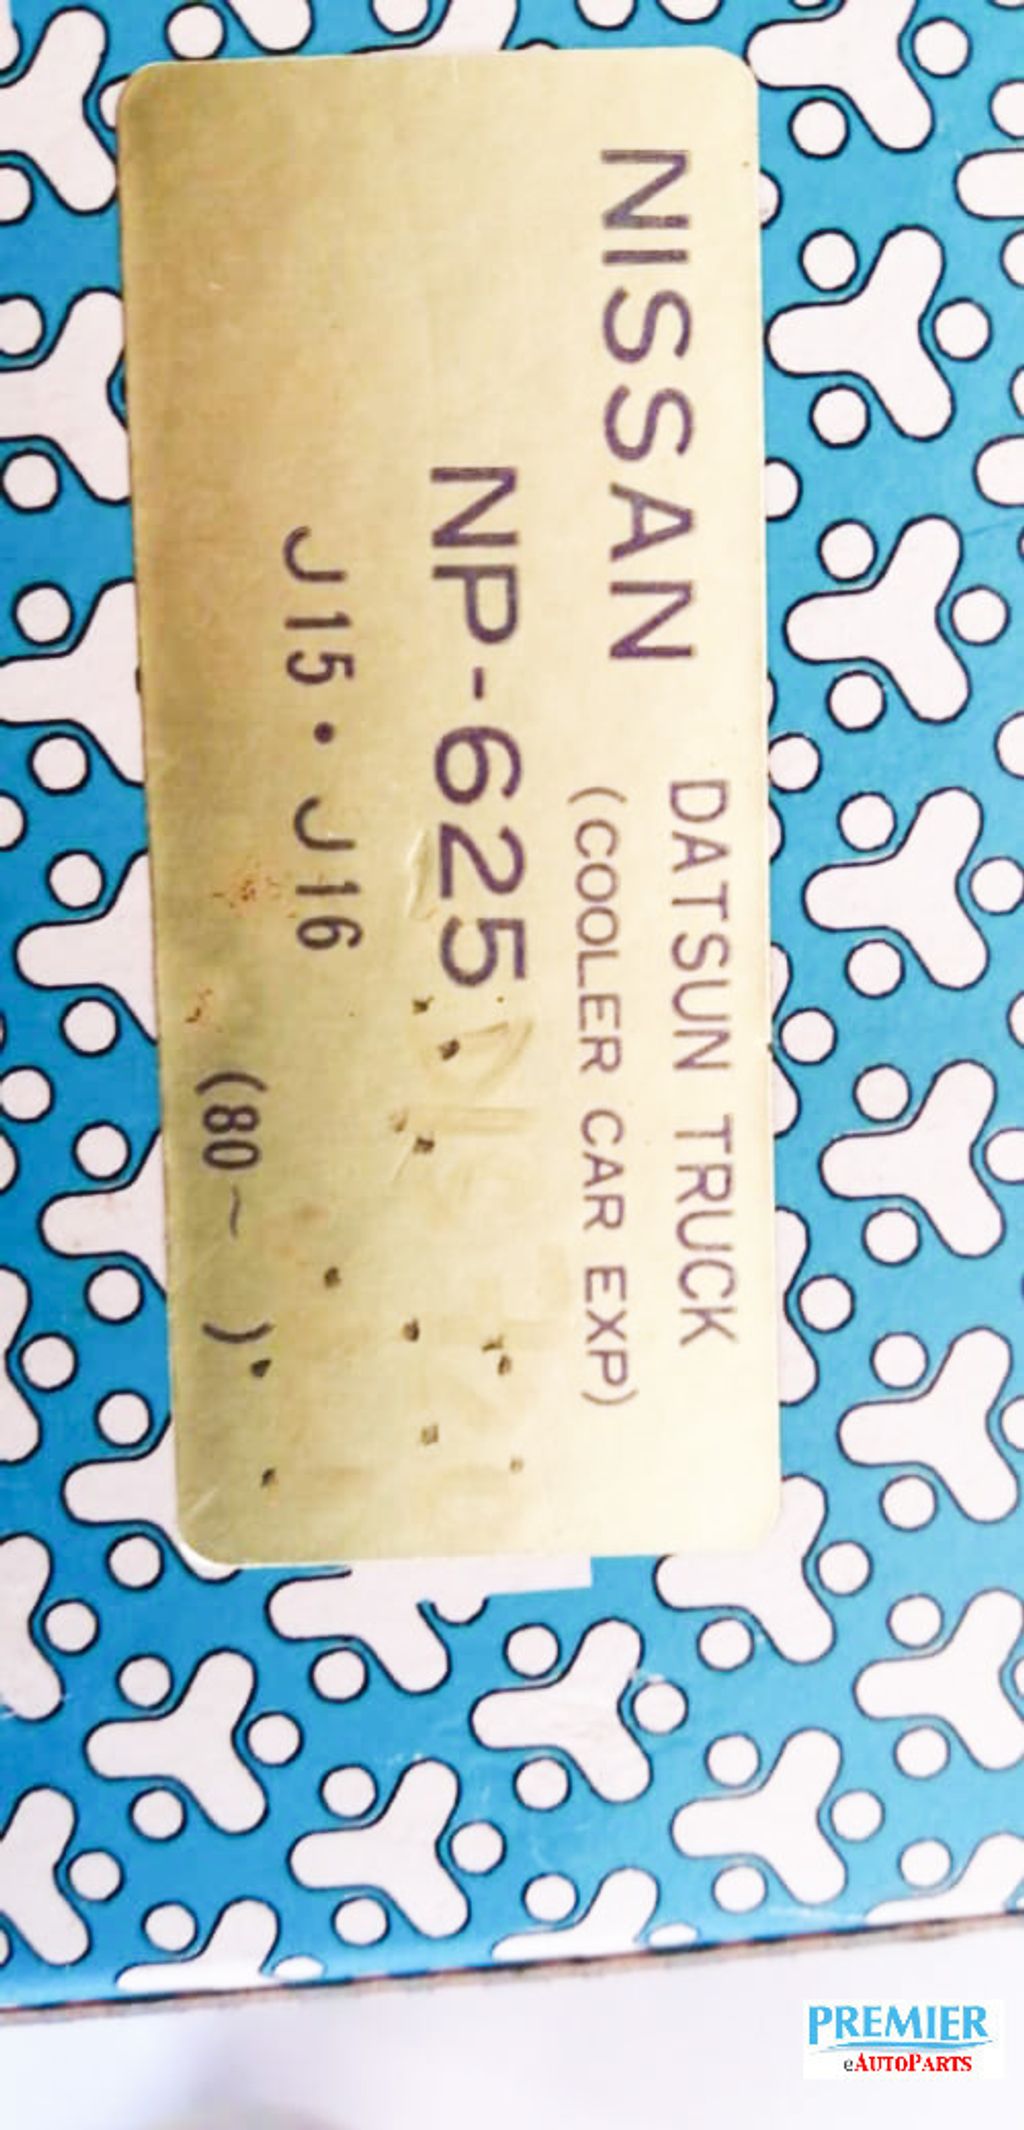 NISSAN DATSUN TRUCK
(COOLER CAR EXP)
NP-625
J15・J16
(80~ )
PREMIER
eAUTOPARTS